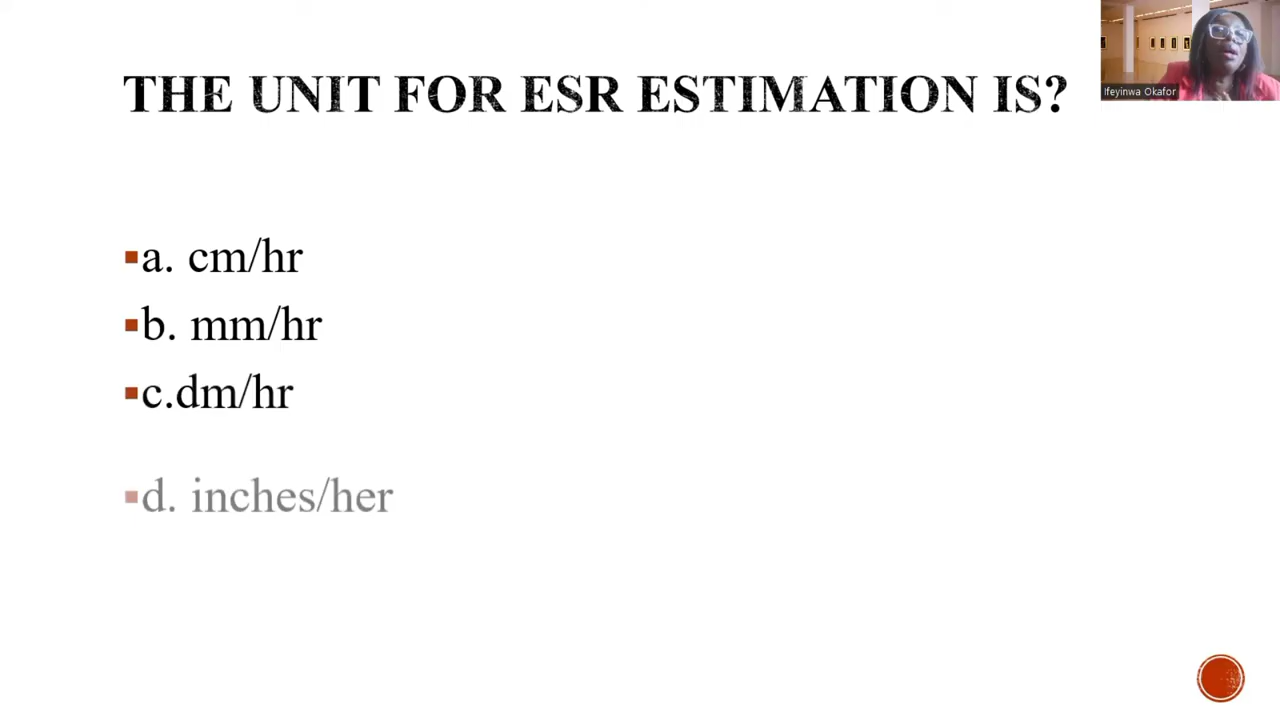 THE UNIT FOR ESR ESTIMATION IS?
Ifeyinwa Okafor
a. cm/hr
b. mm/hr
c.dm/hr
d. inches/her